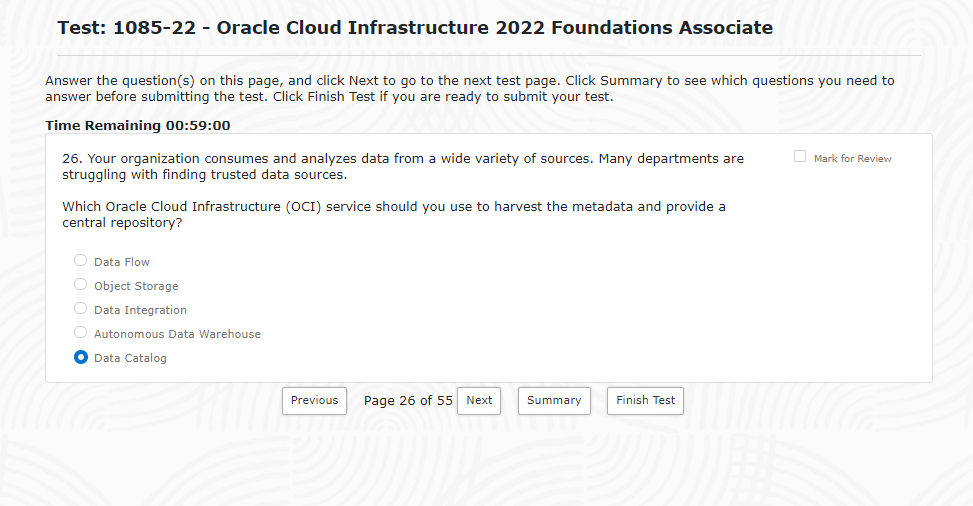 Test: 1085-22 - Oracle Cloud Infrastructure 2022 Foundations Associate
Answer the question(s) on this page, and click Next to go to the next test page. Click Summary to see which questions you need to
answer before submitting the test. Click Finish Test if you are ready to submit your test.
Time Remaining 00:59:00
26. Your organization consumes and analyzes data from a wide variety of sources. Many departments are
struggling with finding trusted data sources.
Mark for Review
Which Oracle Cloud Infrastructure (OCI) service should you use to harvest the metadata and provide a
central repository?
Data Flow
Object Storage
Data Integration
Autonomous Data Warehouse
Data Catalog
Previous Page 26 of 55 Next Summary Finish Test